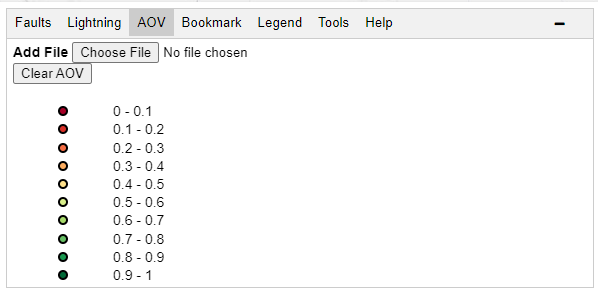 Faults Lightning AOV Bookmark Legend Tools Help
Add File Choose File No file chosen
Clear AOV
0 - 0.1
0.1 - 0.2
0.2 - 0.3
0.3 - 0.4
0.4 - 0.5
0.5 - 0.6
0.6 - 0.7
0.7 - 0.8
0.8 - 0.9
0.9 - 1